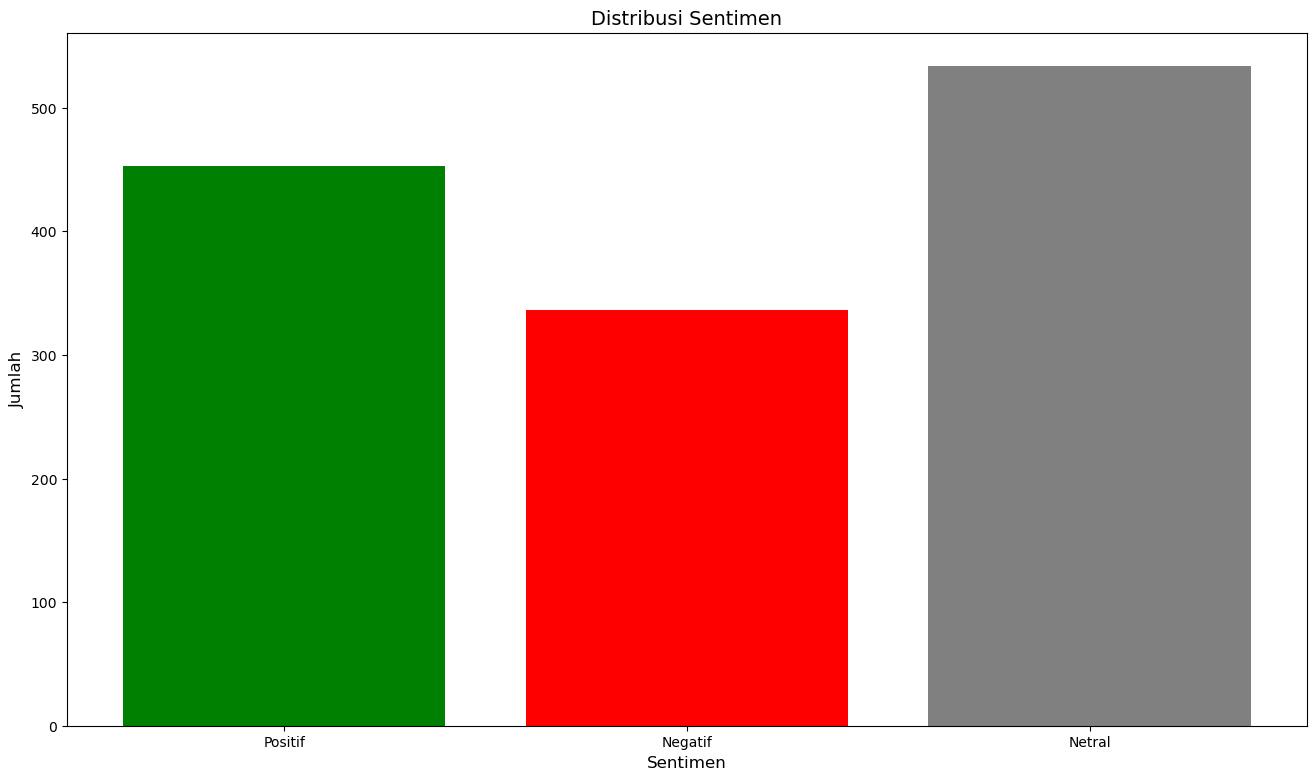 Distribusi Sentimen
Jumlah
500
400
300
200
100
0
Positif Negatif Netral
Sentimen